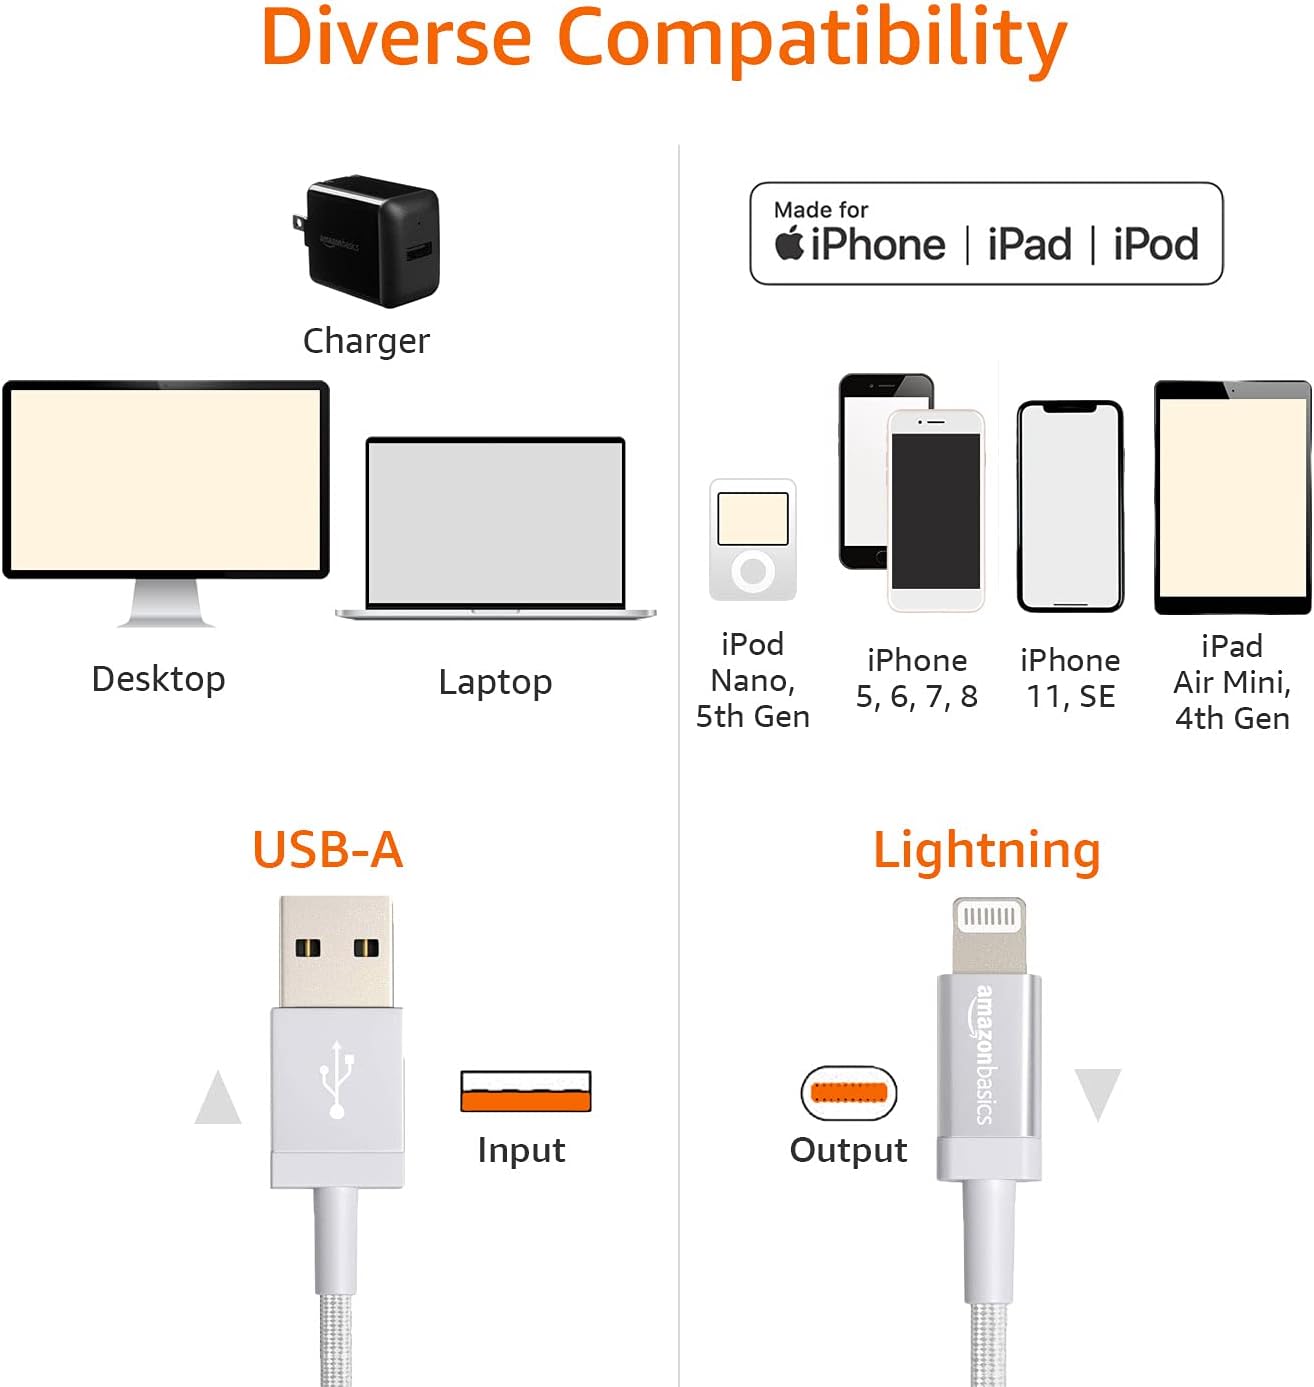 Diverse Compatibility
amazonbasics
Charger
Desktop
Laptop
Made for
iPhone | iPad | iPod
iPod
Nano,
5th Gen
iPhone
5, 6, 7, 8
iPhone
11, SE
iPad
Air Mini,
4th Gen
USB-A
Input
Lightning
Output
amazonbasics